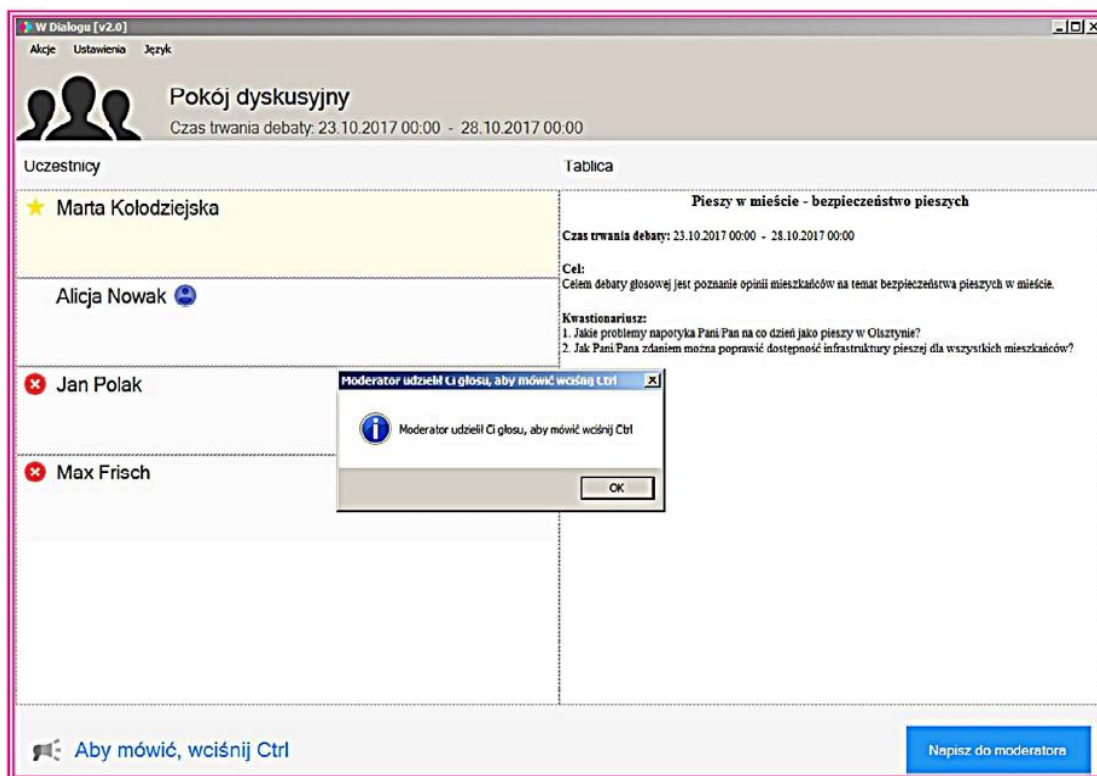 W Dialogu [v2.0]
Akcje Ustawienia Język
Pokój dyskusyjny
Czas trwania debaty: 23.10.2017 00:00 - 28.10.2017 00:00
Uczestnicy
Marta Kołodziejska
Alicja Nowak
Jan Polak
Max Frisch
Tablica
Pieszy w mieście - bezpieczeństwo pieszych
Czas trwania debaty: 23.10.2017 00:00 - 28.10.2017 00:00
Cel:
Celem debaty głosowej jest poznanie opinii mieszkańców na temat bezpieczeństwa pieszych w mieście.
Kwastionariusz:
1. Jakie problemy napotyka Pani/Pan na co dzień jako pieszy w Olsztynie?
2. Jak Pani/Pana zdaniem można poprawić dostępność infrastruktury pieszej dla wszystkich mieszkańców?
Moderator udzielił Ci głosu, aby mówić wciśnij Ctrl
Moderator udzielił Ci głosu, aby mówić wciśnij Ctrl
OK
Aby mówić, wciśnij Ctrl
Napisz do moderatora